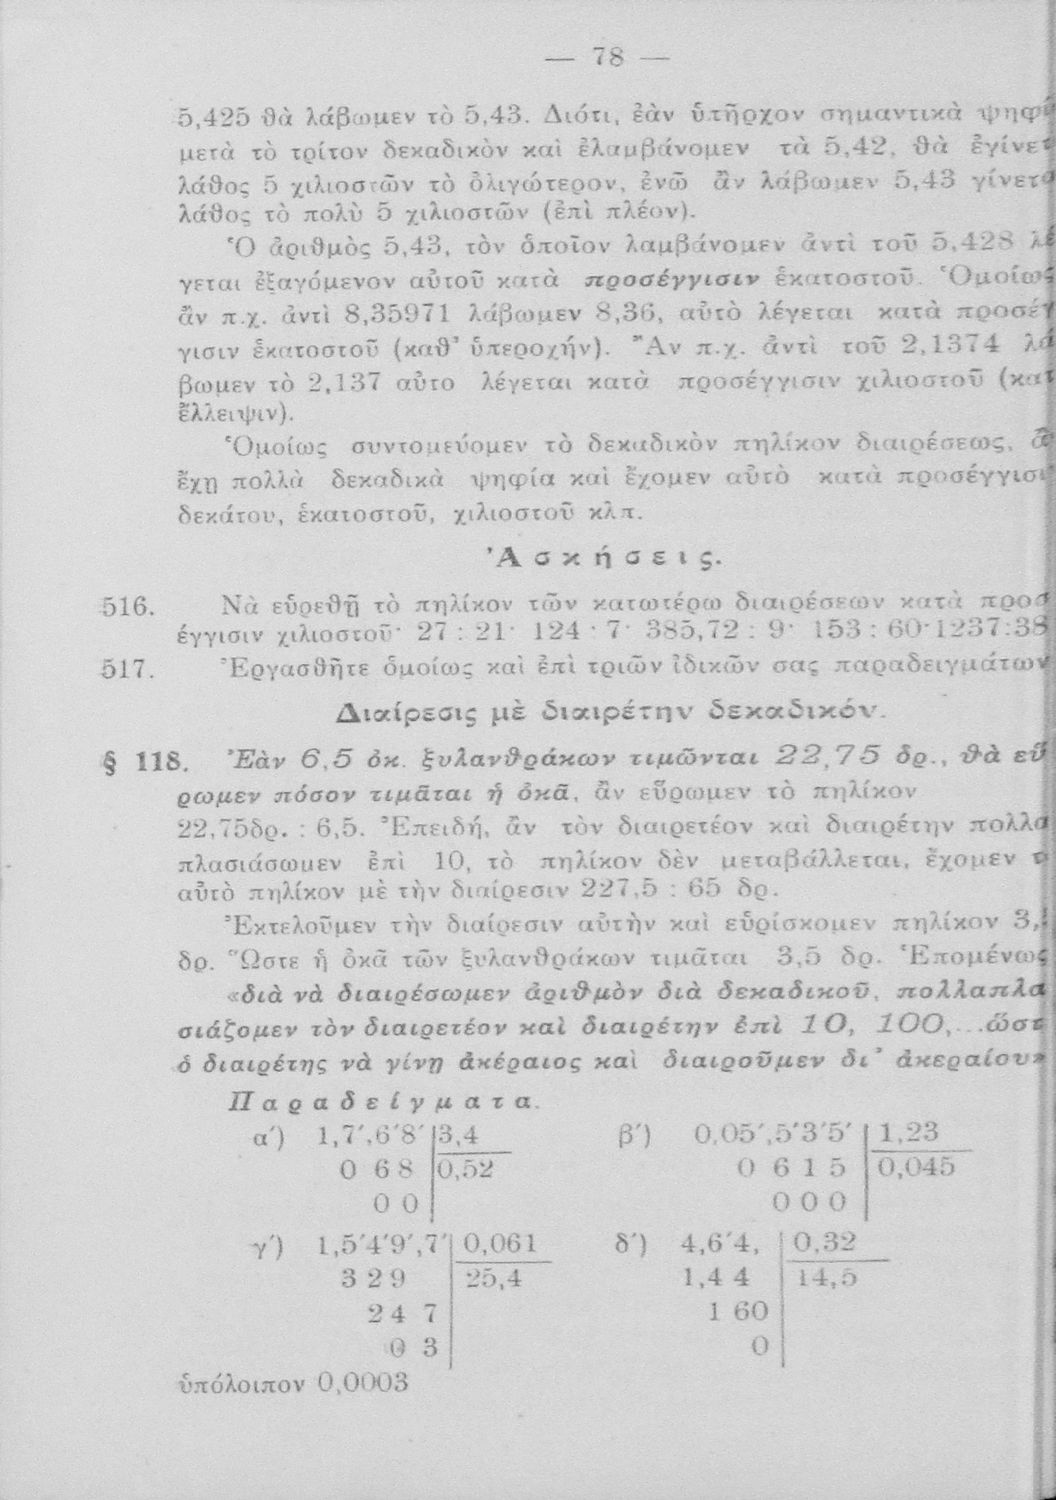 — 78 —
5,425 θὰ λάβωμεν τὸ 5,43. Διότι, ἐὰν ὑπῆρχον σημαντικὰ
μετὰ τὸ τρίτον δεκαδικὸν καὶ ἐλαμβάνομεν τὰ 5,42, θὰ
λάθος 5 χιλιοστῶν τὸ ὀλιγώτερον, ἐνῶ ἂν λάβωμεν 5,43
λάθος τὸ πολὺ 5 χιλιοστῶν (ἐπὶ πλέον).
Ὁ ἀριθμὸς 5,43, τὸν ὁποῖον λαμβάνομεν ἀντὶ τοῦ 5,428 λέ
γεται ἐξαγόμενον αὐτοῦ κατὰ προσέγγισιν ἑκατοστοῦ. Ὁμοίως
ἂν π.χ. ἀντὶ 8,35971 λάβωμεν 8,36, αὐτὸ λέγεται κατὰ προσέγ
γισιν ἑκατοστοῦ (καθ' ὑπεροχήν). Ἂν π.χ. ἀντὶ τοῦ 2,1374 λά
βωμεν τὸ 2,137 αὐτο λέγεται κατὰ προσέγγισιν χιλιοστοῦ (κατ
ἔλλειψιν).
Ὁμοίως συντομεύομεν τὸ δεκαδικὸν πηλίκον διαιρέσεως,
ἔχῃ πολλὰ δεκαδικὰ ψηφία καὶ ἔχομεν αὐτὸ κατὰ προσέγγισι
δεκάτου, ἑκατοστοῦ, χιλιοστοῦ κλπ.
Ἀσκήσεις.
516. Νὰ εὑρεθῇ τὸ πηλίκον τῶν κατωτέρω διαιρέσεων κατὰ προσ
έγγισιν χιλιοστοῦ· 27 : 21· 124 · 7· 385,72 : 9· 153 : 60·1237:38
517. Ἐργασθῆτε ὁμοίως καὶ ἐπὶ τριῶν ἰδικῶν σας παραδειγμάτων
Διαίρεσις μὲ διαιρέτην δεκαδικόν.
§ 118. Ἐὰν 6,5 ὀκ. ξυλανθράκων τιμῶνται 22,75 δρ., θὰ εὕ
ρωμεν πόσον τιμᾶται ἡ ὀκᾶ, ἂν εὕρωμεν τὸ πηλίκον
22,75δρ. : 6,5. Ἐπειδή, ἂν τὸν διαιρετέον καὶ διαιρέτην πολλα
πλασιάσωμεν ἐπὶ 10, τὸ πηλίκον δὲν μεταβάλλεται, ἔχομεν
αὐτὸ πηλίκον μὲ τὴν διαίρεσιν 227,5 : 65 δρ.
Ἐκτελοῦμεν τὴν διαίρεσιν αὐτὴν καὶ εὑρίσκομεν πηλίκον
δρ. Ὥστε ἡ ὀκᾶ τῶν ξυλανθράκων τιμᾶται 3,5 δρ. Ἑπομένως
«διὰ νὰ διαιρέσωμεν ἀριθμὸν διὰ δεκαδικοῦ, πολλαπλα
σιάζομεν τὸν διαιρετέον καὶ διαιρέτην ἐπὶ 10, 100,...ὥστε
ὁ διαιρέτης νὰ γίνῃ ἀκέραιος καὶ διαιροῦμεν δι' ἀκεραίου»
Παραδείγματα.
α΄) 1,7΄,6΄8΄ |3,4 β΄) 0,05΄,5΄3΄5΄ | 1,23
0 68 |0,52 0 6 1 5 |0,045
0 0 0 0 0
γ΄) 1,5΄4΄9΄,7΄| 0,061 δ΄) 4,6΄4, |0,32
3 2 9 | 25,4 1,4 4 | 14,5
2 4 7 1 60
0 3 0
ὑπόλοιπον 0,0003